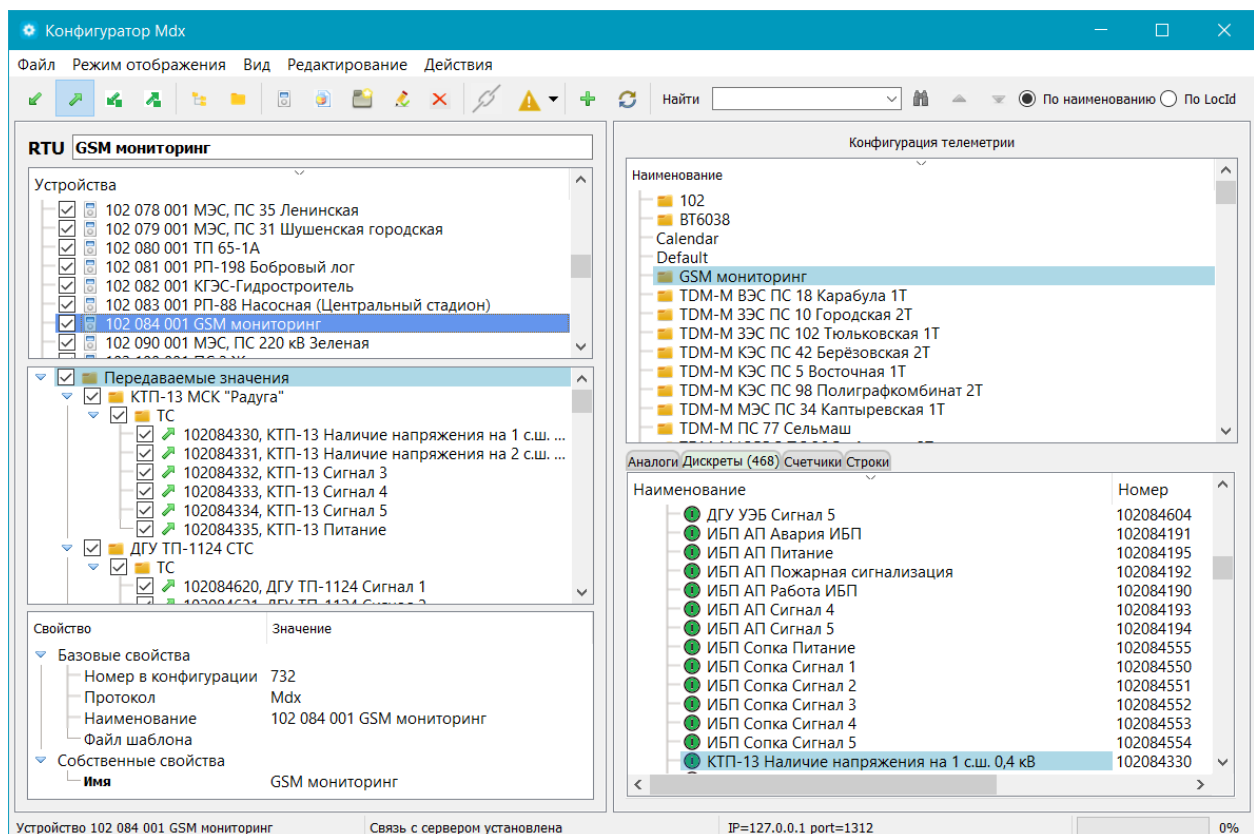 Конфигуратор Mdx
Файл Режим отображения Вид Редактирование Действия
Найти По наименованию По LocId
RTU GSM мониторинг
Устройства
102 078 001 МЭС, ПС 35 Ленинская
102 079 001 МЭС, ПС 31 Шушенская городская
102 080 001 ТП 65-1А
102 081 001 РП-198 Бобровый лог
102 082 001 КГЭС-Гидростроитель
102 083 001 РП-88 Насосная (Центральный стадион)
102 084 001 GSM мониторинг
102 090 001 МЭС, ПС 220 кВ Зеленая
Передаваемые значения
КТП-13 МСК "Радуга"
ТС
102084330, КТП-13 Наличие напряжения на 1 с.ш. ...
102084331, КТП-13 Наличие напряжения на 2 с.ш. ...
102084332, КТП-13 Сигнал 3
102084333, КТП-13 Сигнал 4
102084334, КТП-13 Сигнал 5
102084335, КТП-13 Питание
ДГУ ТП-1124 СТС
ТС
102084620, ДГУ ТП-1124 Сигнал 1
Свойство Значение
Базовые свойства
Номер в конфигурации 732
Протокол Mdx
Наименование 102 084 001 GSM мониторинг
Файл шаблона
Собственные свойства
Имя GSM мониторинг
Конфигурация телеметрии
Наименование
102
BT6038
Calendar
Default
GSM мониторинг
TDM-M ВЭС ПС 18 Карабула 1Т
TDM-M ЗЭС ПС 10 Городская 2Т
TDM-M ЗЭС ПС 102 Тюльковская 1Т
TDM-M КЭС ПС 42 Берёзовская 2Т
TDM-M КЭС ПС 5 Восточная 1Т
TDM-M КЭС ПС 98 Полиграфкомбинат 2Т
TDM-M МЭС ПС 34 Каптыревская 1Т
TDM-M ПС 77 Сельмаш
Аналоги Дискреты (468) Счетчики Строки
Наименование Номер
ДГУ УЭБ Сигнал 5 102084604
ИБП АП Авария ИБП 102084191
ИБП АП Питание 102084195
ИБП АП Пожарная сигнализация 102084192
ИБП АП Работа ИБП 102084190
ИБП АП Сигнал 4 102084193
ИБП АП Сигнал 5 102084194
ИБП Сопка Питание 102084555
ИБП Сопка Сигнал 1 102084550
ИБП Сопка Сигнал 2 102084551
ИБП Сопка Сигнал 3 102084552
ИБП Сопка Сигнал 4 102084553
ИБП Сопка Сигнал 5 102084554
КТП-13 Наличие напряжения на 1 с.ш. 0,4 кВ 102084330
Устройство 102 084 001 GSM мониторинг Связь с сервером установлена IP=127.0.0.1 port=1312 0%